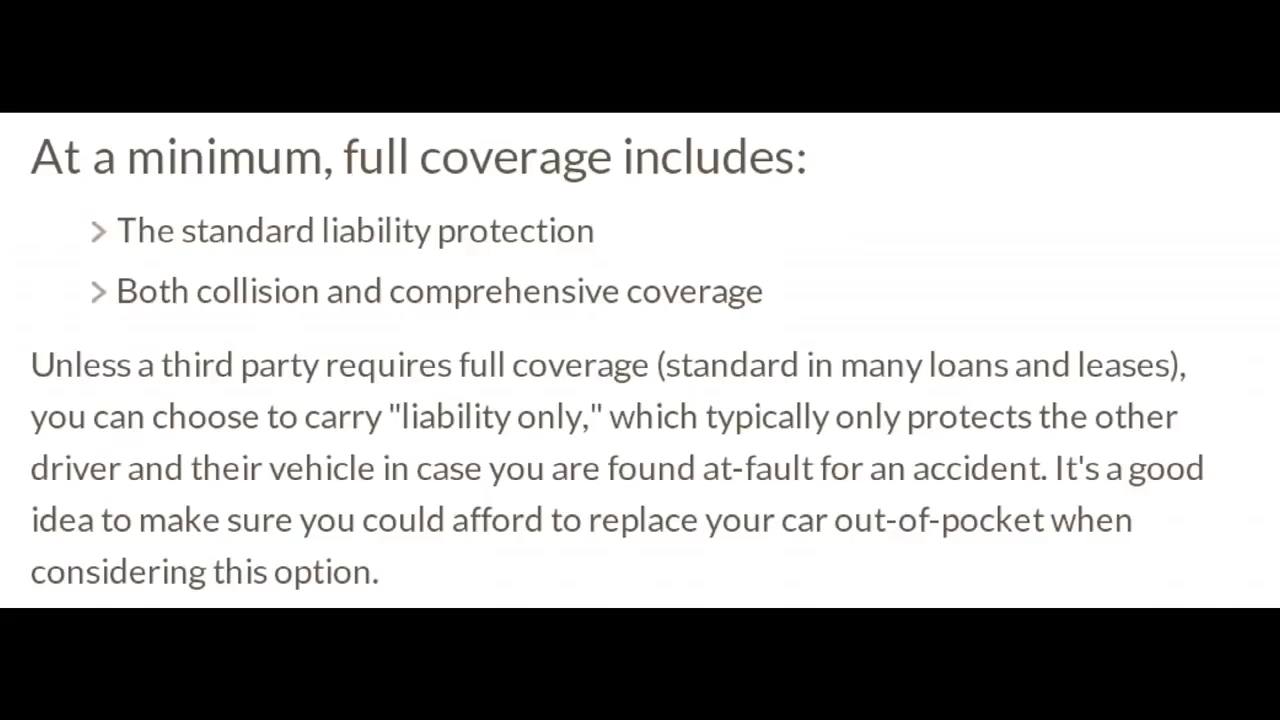 At a minimum, full coverage includes:
> The standard liability protection
> Both collision and comprehensive coverage
Unless a third party requires full coverage (standard in many loans and leases),
you can choose to carry "liability only," which typically only protects the other
driver and their vehicle in case you are found at-fault for an accident. It's a good
idea to make sure you could afford to replace your car out-of-pocket when
considering this option.